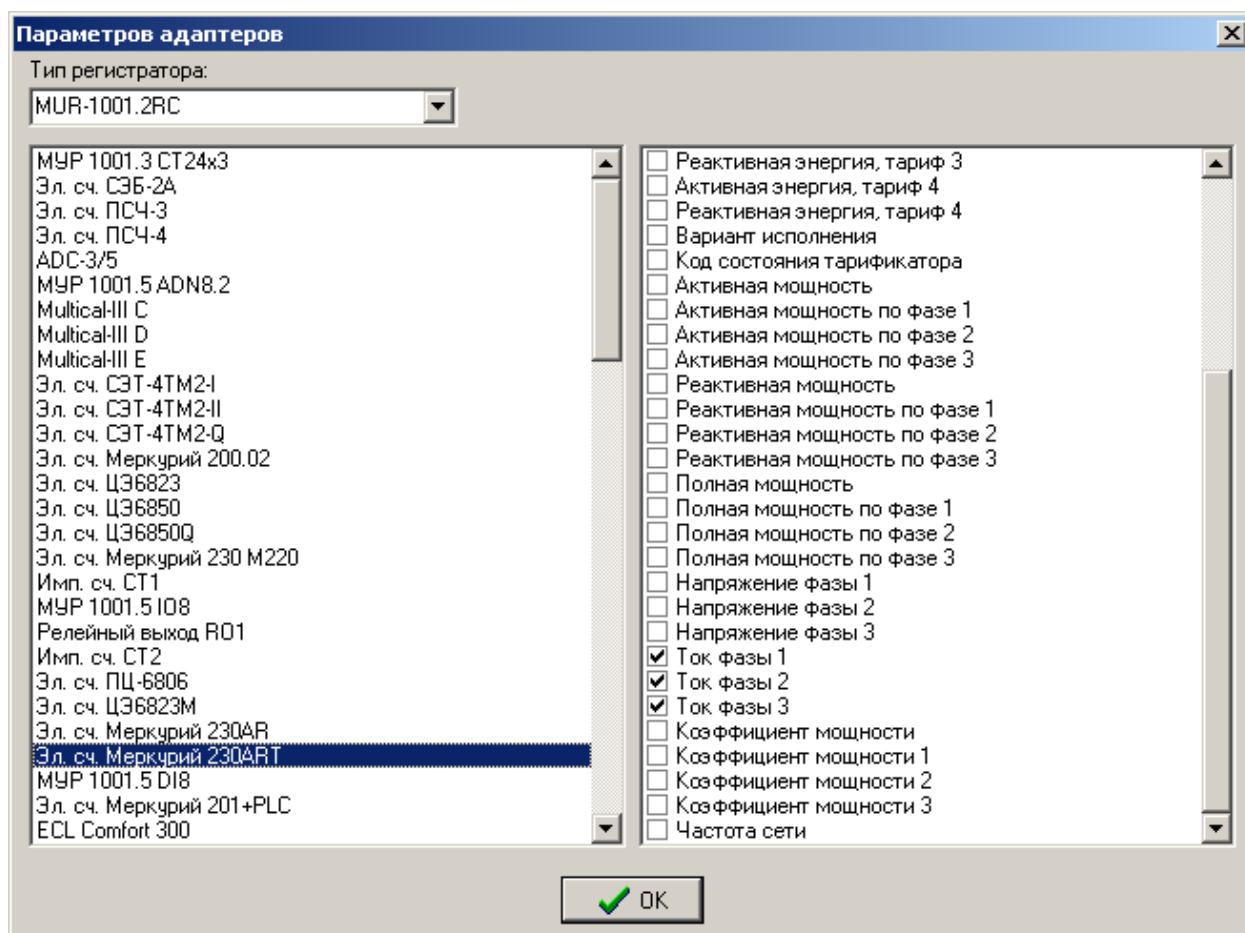 Параметров адаптеров
Тип регистратора:
MUR-1001.2RC
МУР 1001.3 СТ24х3
Эл. сч. СЭБ-2А
Эл. сч. ПСЧ-3
Эл. сч. ПСЧ-4
ADC-3/5
МУР 1001.5 ADN8.2
Multical-III C
Multical-III D
Multical-III E
Эл. сч. СЭТ-4ТМ2-I
Эл. сч. СЭТ-4ТМ2-II
Эл. сч. СЭТ-4ТМ2-Q
Эл. сч. Меркурий 200.02
Эл. сч. ЦЭ6823
Эл. сч. ЦЭ6850
Эл. сч. ЦЭ6850Q
Эл. сч. Меркурий 230 M220
Имп. сч. СТ1
МУР 1001.5 IO8
Релейный выход RO1
Имп. сч. СТ2
Эл. сч. ПЦ-6806
Эл. сч. ЦЭ6823М
Эл. сч. Меркурий 230AR
Эл. сч. Меркурий 230ART
МУР 1001.5 DI8
Эл. сч. Меркурий 201+PLC
ECL Comfort 300
Реактивная энергия, тариф 3
Активная энергия, тариф 4
Реактивная энергия, тариф 4
Вариант исполнения
Код состояния тарификатора
Активная мощность
Активная мощность по фазе 1
Активная мощность по фазе 2
Активная мощность по фазе 3
Реактивная мощность
Реактивная мощность по фазе 1
Реактивная мощность по фазе 2
Реактивная мощность по фазе 3
Полная мощность
Полная мощность по фазе 1
Полная мощность по фазе 2
Полная мощность по фазе 3
Напряжение фазы 1
Напряжение фазы 2
Напряжение фазы 3
Ток фазы 1
Ток фазы 2
Ток фазы 3
Коэффициент мощности
Коэффициент мощности 1
Коэффициент мощности 2
Коэффициент мощности 3
Частота сети
OK